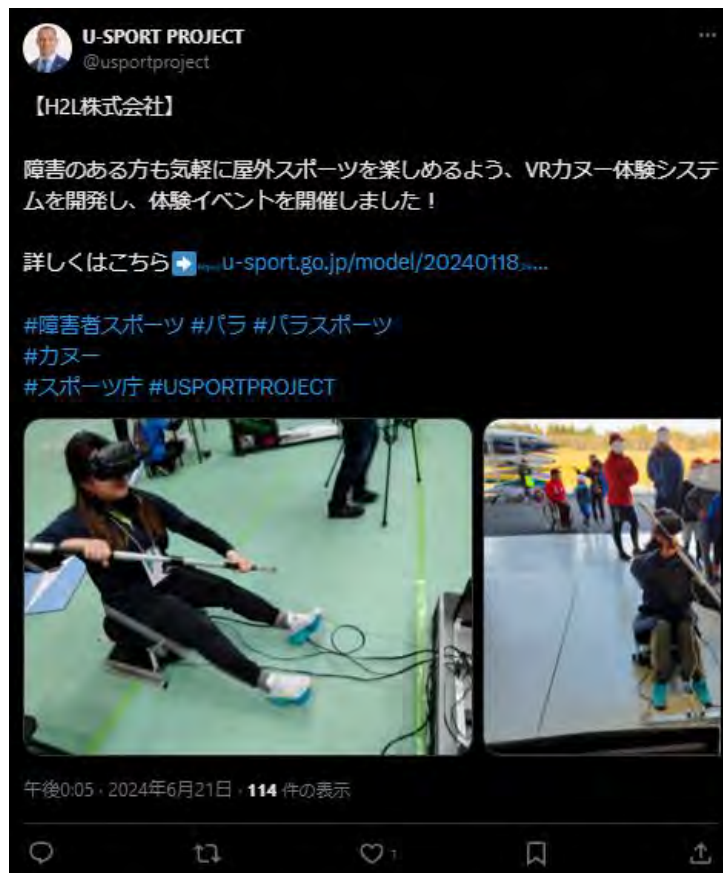 U-SPORT PROJECT
@usportproject
【H2L株式会社】
障害のある方も気軽に屋外スポーツを楽しめるよう、VRカヌー体験システ
ムを開発し、体験イベントを開催しました！
詳しくはこちら➡u-sport.go.jp/model/20240118...
#障害者スポーツ #パラ #パラスポーツ
#カヌー
#スポーツ庁 #USPORTPROJECT
午後0:05 · 2024年6月21日 · 114 件の表示
1